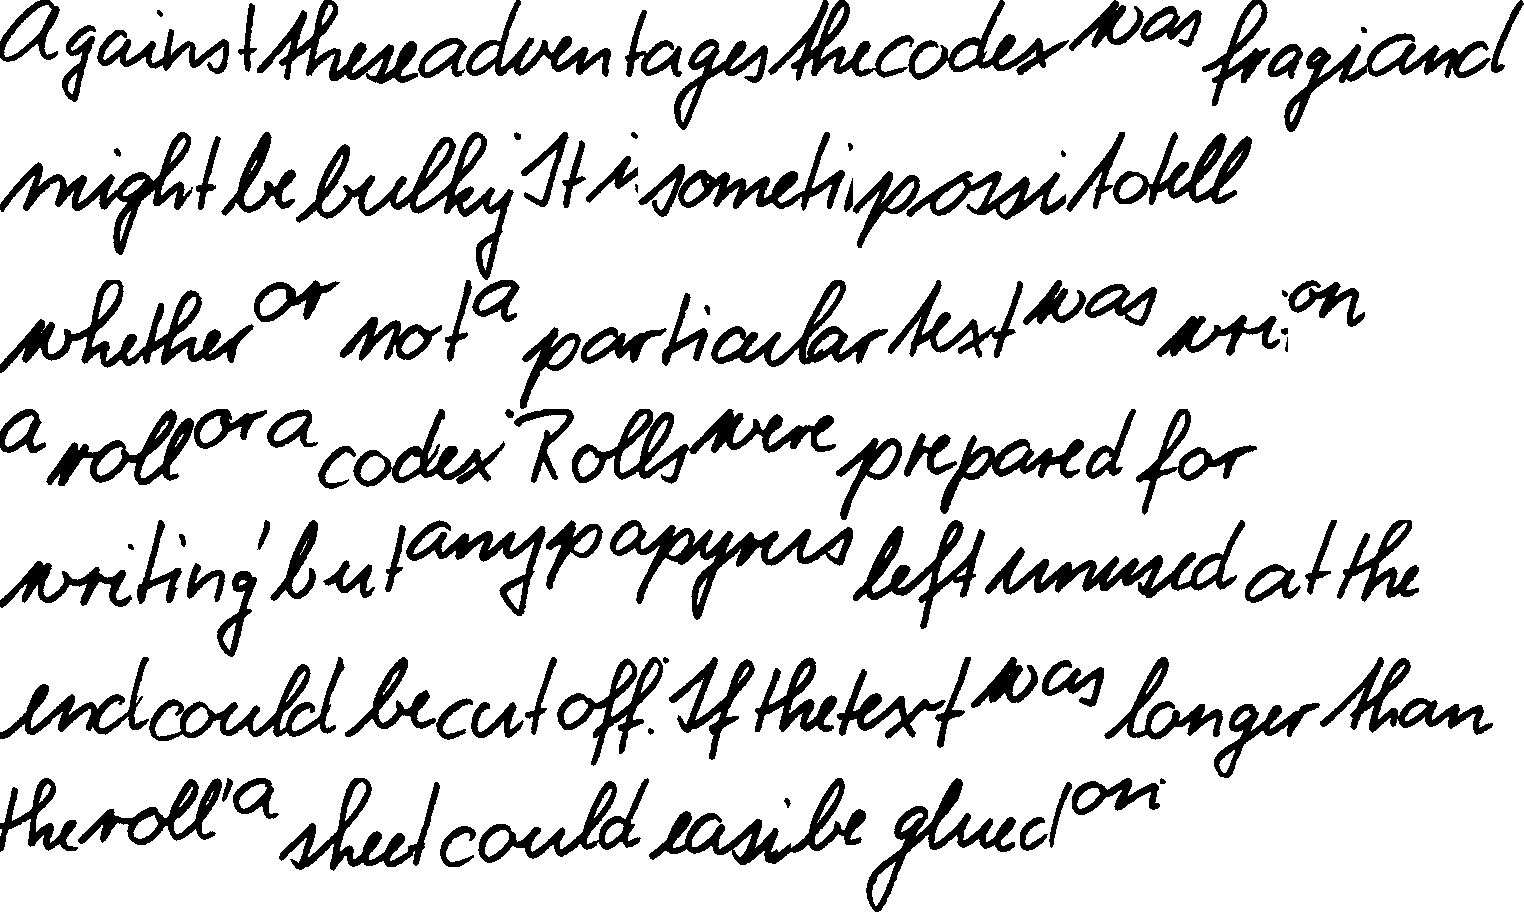 Against these advantages the codex was fragi and
might be bulky. It i. someti possi to tell
whether or not a particular text was wri on
a roll or a codex. Rolls were prepared for
writing, but any papyrus left unused at the
end could be cut off. If the text was longer than
the roll, a sheet could easi be glued on.